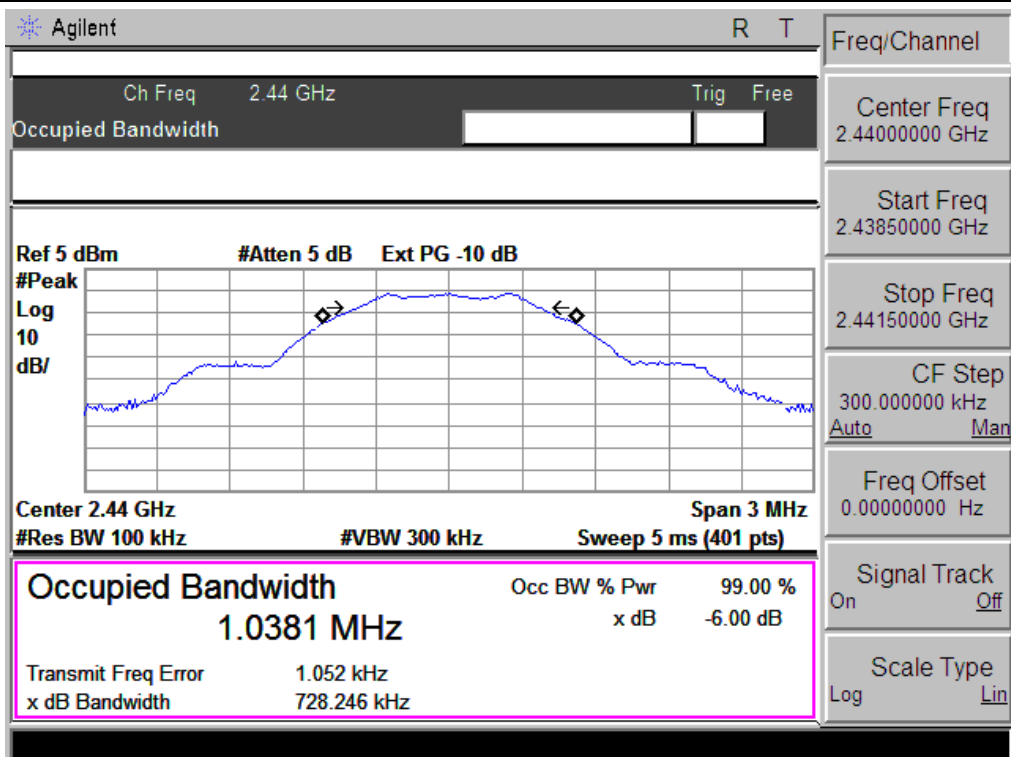 Agilent R T
Ch Freq 2.44 GHz Trig Free
Occupied Bandwidth
Ref 5 dBm #Atten 5 dB Ext PG -10 dB
#Peak
Log
10
dB/
Center 2.44 GHz Span 3 MHz
#Res BW 100 kHz #VBW 300 kHz Sweep 5 ms (401 pts)
Occupied Bandwidth Occ BW % Pwr 99.00 %
1.0381 MHz x dB -6.00 dB
Transmit Freq Error 1.052 kHz
x dB Bandwidth 728.246 kHz
Freq/Channel
Center Freq
2.44000000 GHz
Start Freq
2.43850000 GHz
Stop Freq
2.44150000 GHz
CF Step
300.000000 kHz
Auto Man
Freq Offset
0.00000000 Hz
Signal Track
On Off
Scale Type
Log Lin